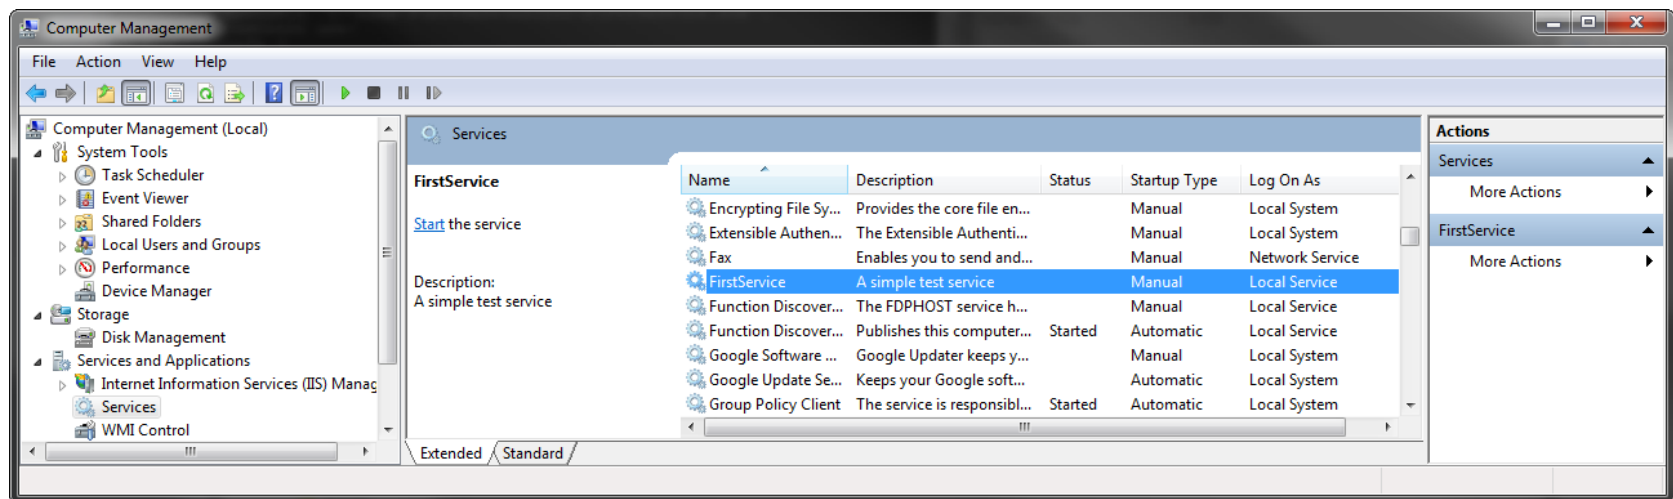 Computer Management
File Action View Help
Computer Management (Local)
System Tools
Task Scheduler
Event Viewer
Shared Folders
Local Users and Groups
Performance
Device Manager
Storage
Disk Management
Services and Applications
Internet Information Services (IIS) Manag
Services
WMI Control
Services
FirstService
Start the service
Description:
A simple test service
Name Description Status Startup Type Log On As
Encrypting File Sy... Provides the core file en... Manual Local System
Extensible Authen... The Extensible Authenti... Manual Local System
Fax Enables you to send and... Manual Network Service
FirstService A simple test service Manual Local Service
Function Discover... The FDPHOST service h... Manual Local Service
Function Discover... Publishes this computer... Started Automatic Local Service
Google Software ... Google Updater keeps y... Manual Local System
Google Update Se... Keeps your Google soft... Automatic Local System
Group Policy Client The service is responsibl... Started Automatic Local System
Extended Standard
Actions
Services
More Actions
FirstService
More Actions